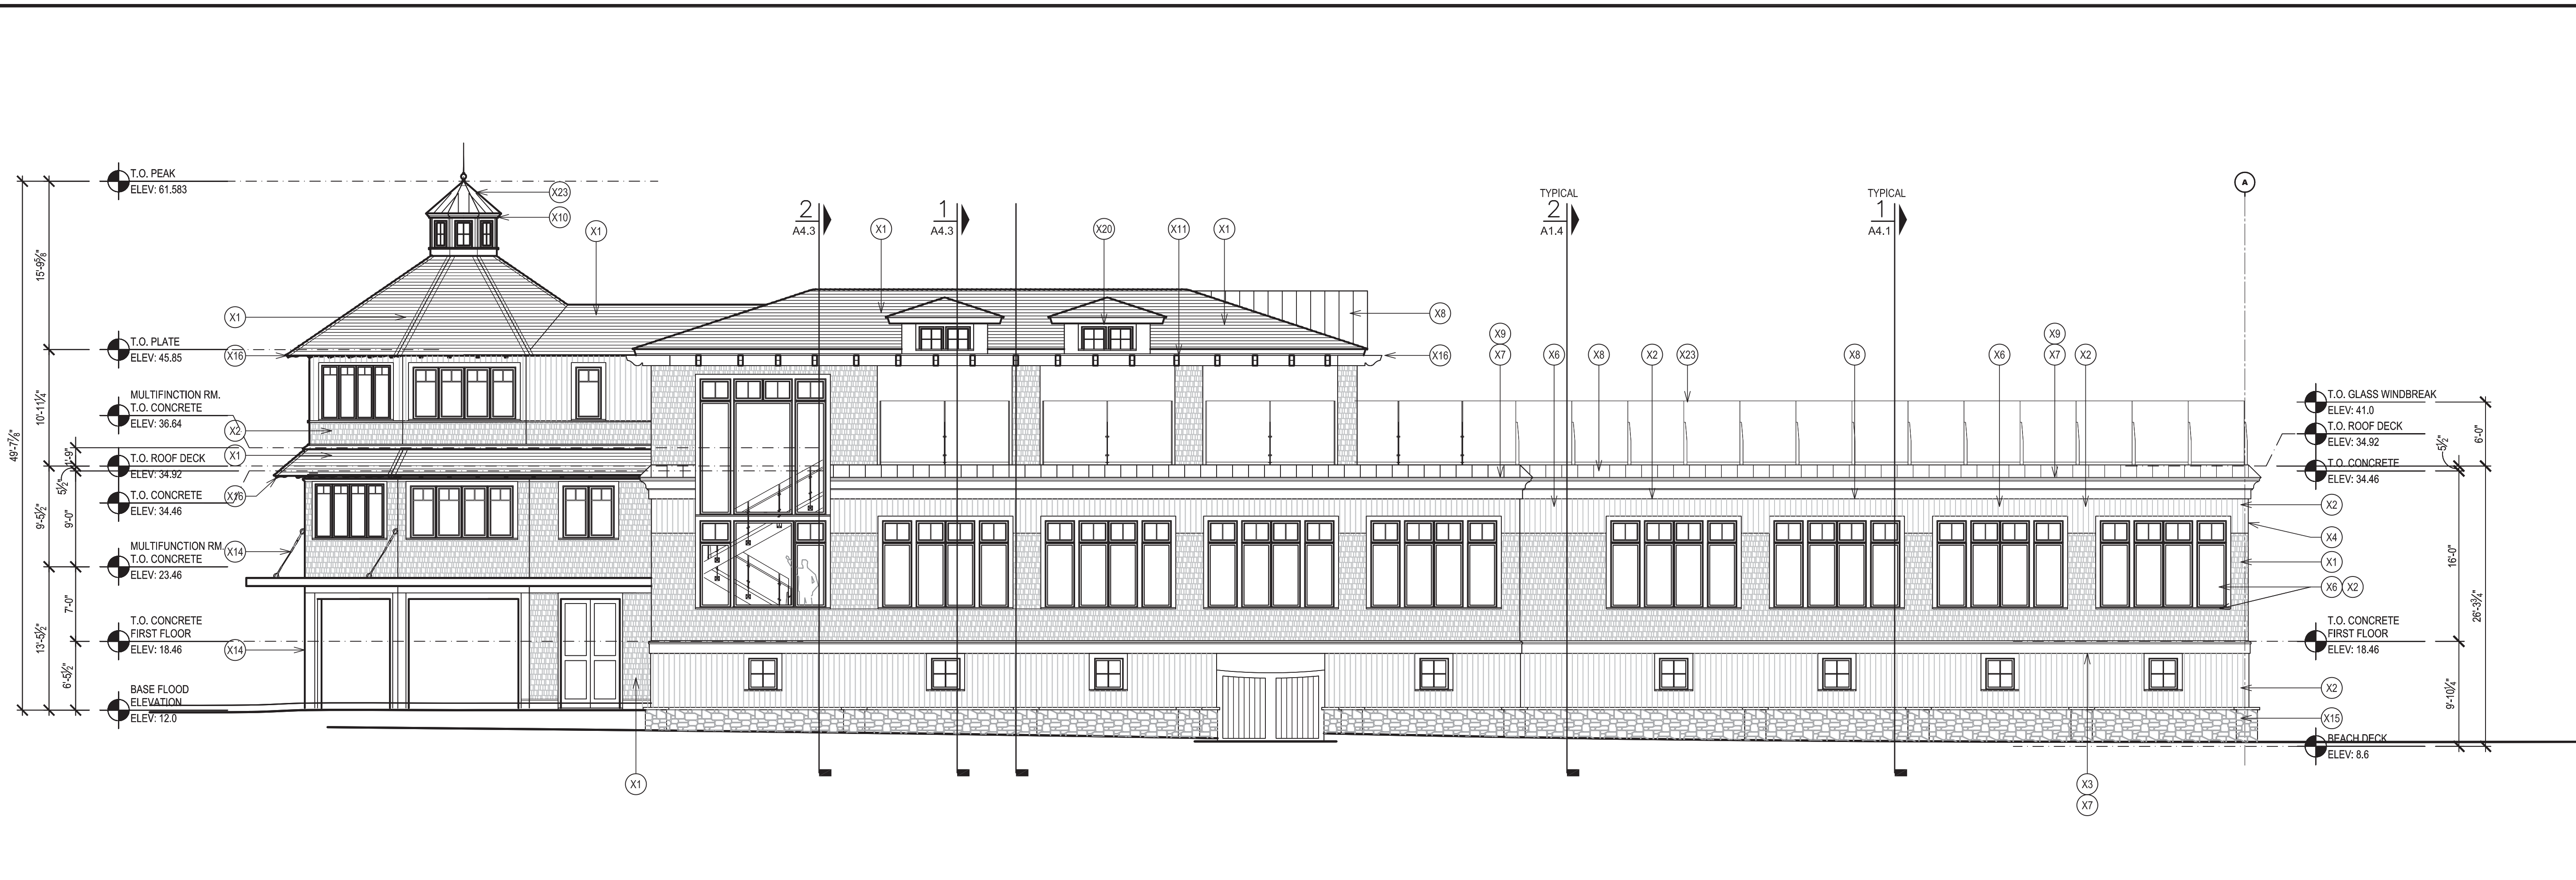 T.O. PEAK
ELEV: 61.583
X23
X10
X1
TYPICAL
TYPICAL
A
2
A4.3
1
A4.3
2
A1.4
1
A4.1
X1
X20
X11
X1
15'-9⅝"
X1
X8
T.O. PLATE
ELEV: 45.85
X16
X16
X9
X7
X6
X8
X2
X23
X8
X6
X9
X7
X2
MULTIFINCTION RM.
T.O. CONCRETE
ELEV: 36.64
10'-11¼"
49'-7⅞"
X2
X1
1'-9"
T.O. ROOF DECK
ELEV: 34.92
5½"
X16
T.O. CONCRETE
ELEV: 34.46
9'-5½"
9'-0"
MULTIFUNCTION RM.
T.O. CONCRETE
ELEV: 23.46
X14
7'-0"
13'-5½"
T.O. CONCRETE
FIRST FLOOR
ELEV: 18.46
X14
6'-5½"
BASE FLOOD
ELEVATION
ELEV: 12.0
X1
T.O. GLASS WINDBREAK
ELEV: 41.0
T.O. ROOF DECK
ELEV: 34.92
6'-0"
5½"
T.O. CONCRETE
ELEV: 34.46
X2
X4
X1
X6
X2
16'-0"
26'-3¾"
T.O. CONCRETE
FIRST FLOOR
ELEV: 18.46
X2
9'-10¼"
X15
BEACH DECK
ELEV: 8.6
X3
X7